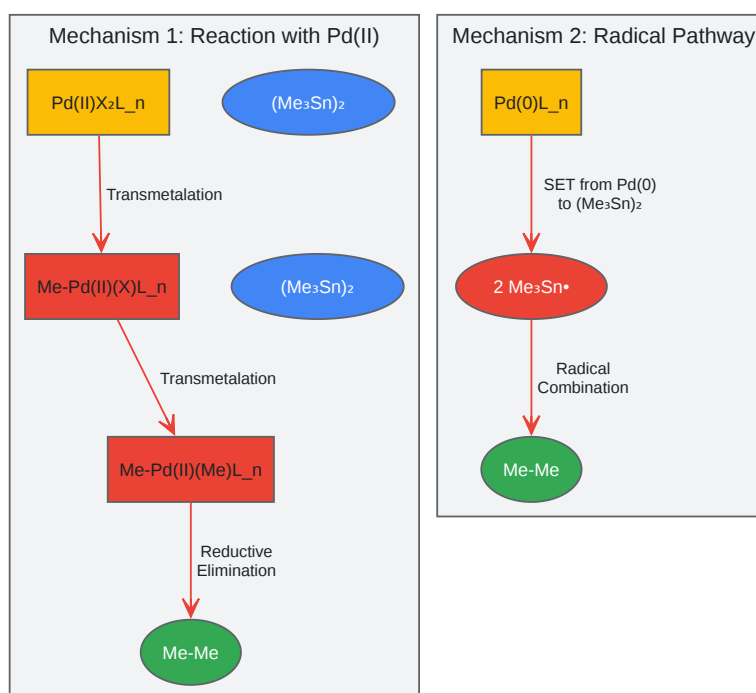 Mechanism 1: Reaction with Pd(II)
Pd(II)X₂L_n
(Me₃Sn)₂
Transmetalation
Me-Pd(II)(X)L_n
(Me₃Sn)₂
Transmetalation
Me-Pd(II)(Me)L_n
Reductive
Elimination
Me-Me
Mechanism 2: Radical Pathway
Pd(0)L_n
SET from Pd(0)
to (Me₃Sn)₂
2 Me₃Sn•
Radical
Combination
Me-Me